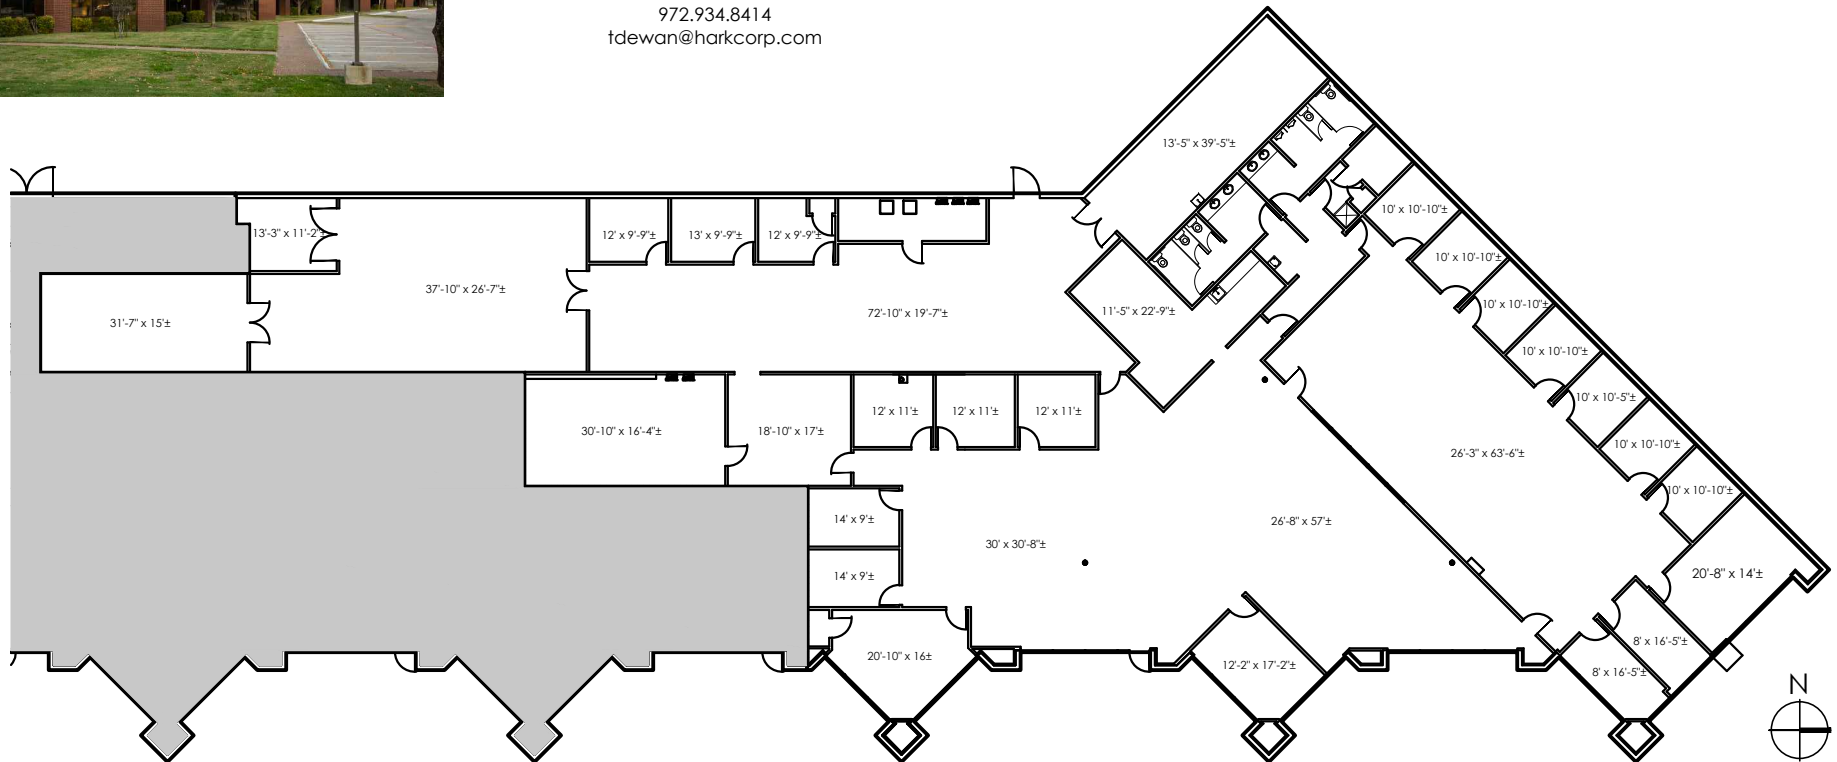 972.934.8414
tdewan@harkcorp.com
13'-5" x 39'-5"±
10' x 10'-10"±
13'-3" x 11'-2"±
12' x 9'-9"±
13' x 9'-9"±
12' x 9'-9"±
10' x 10'-10"±
37'-10" x 26'-7"±
10' x 10'-10"±
72'-10" x 19'-7"±
11'-5" x 22'-9"±
31'-7" x 15'±
10' x 10'-10"±
10' x 10'-5"±
12' x 11'±
12' x 11'±
12' x 11'±
30'-10" x 16'-4"±
18'-10" x 17'±
10' x 10'-10"±
26'-3" x 63'-6"±
10' x 10'-10"±
14' x 9'±
26'-8" x 57'±
30' x 30'-8"±
14' x 9'±
20'-8" x 14'±
8' x 16'-5"±
20'-10" x 16±
12'-2" x 17'-2"±
8' x 16'-5"±
N